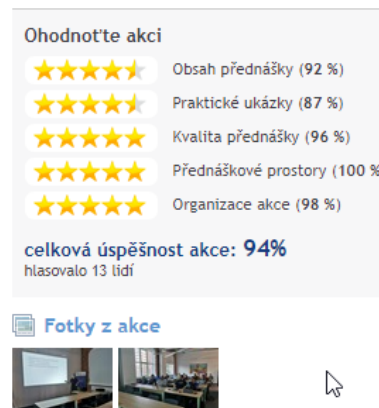 Ohodnoťte akci
Obsah přednášky (92 %)
Praktické ukázky (87 %)
Kvalita přednášky (96 %)
Přednáškové prostory (100 %
Organizace akce (98 %)
celková úspěšnost akce: 94%
hlasovalo 13 lidí
Fotky z akce